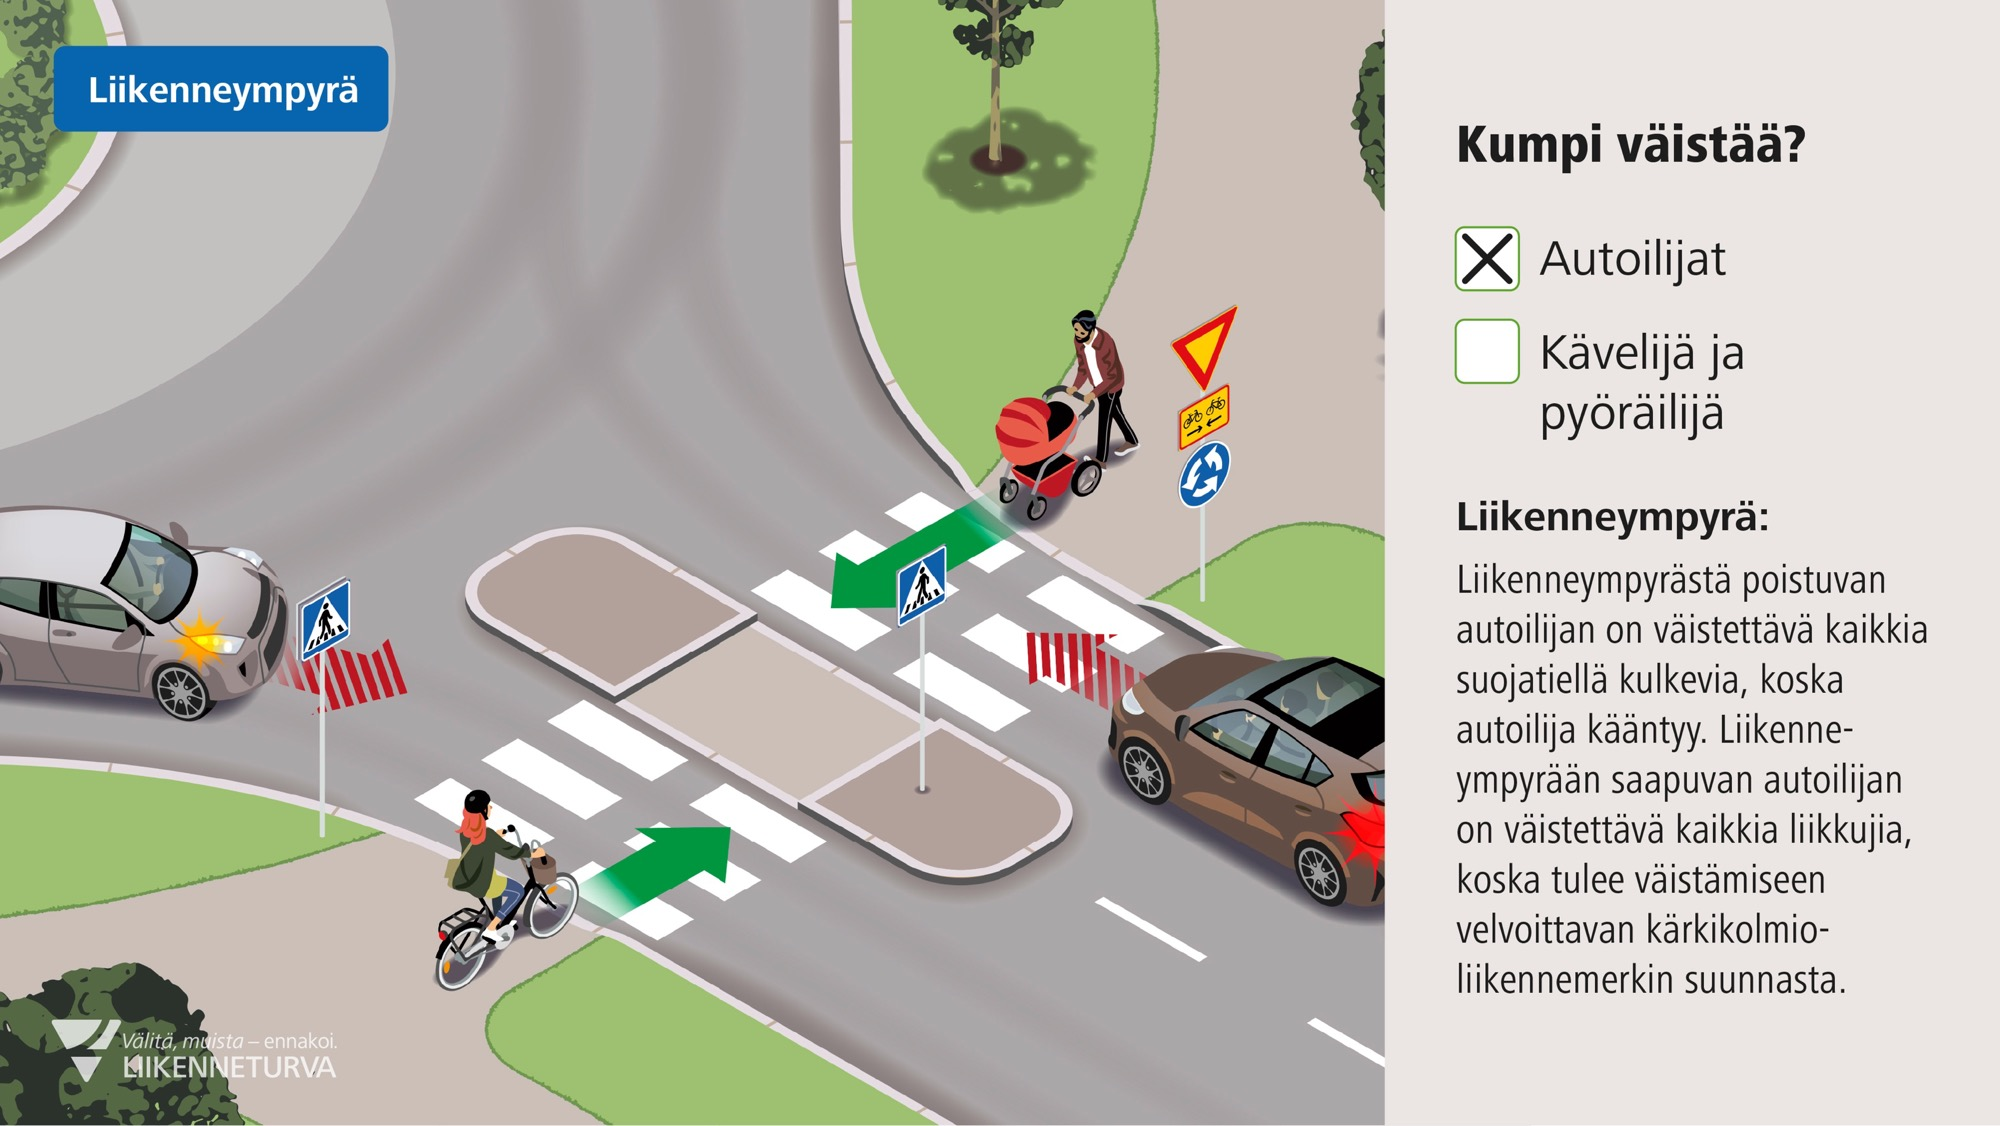 Liikenneympyrä
Kumpi väistää?
Autoilijat
Kävelijä ja
pyöräilijä
Liikenneympyrä:
Liikenneympyrästä poistuvan
autoilijan on väistettävä kaikkia
suojatiellä kulkevia, koska
autoilija kääntyy. Liikenne-
ympyrään saapuvan autoilijan
on väistettävä kaikkia liikkujia,
koska tulee väistämiseen
velvoittavan kärkikolmio-
liikennemerkin suunnasta.
Välitä, muista – ennakoi.
LIIKENNETURVA